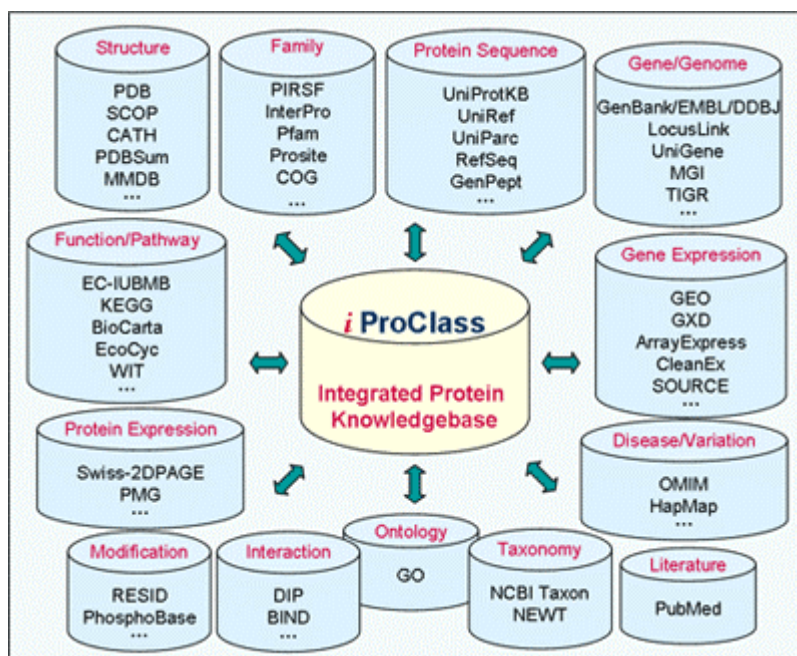 Structure
PDB
SCOP
CATH
PDBSum
MMDB
...
Family
PIRSF
InterPro
Pfam
Prosite
COG
...
Protein Sequence
UniProtKB
UniRef
UniParc
RefSeq
GenPept
...
Gene/Genome
GenBank/EMBL/DDBJ
LocusLink
UniGene
MGI
TIGR
...
Function/Pathway
EC-IUBMB
KEGG
BioCarta
EcoCyc
WIT
...
i ProClass
Integrated Protein
Knowledgebase
Gene Expression
GEO
GXD
ArrayExpress
CleanEx
SOURCE
...
Protein Expression
Swiss-2DPAGE
PMG
...
Disease/Variation
OMIM
HapMap
...
Modification
RESID
PhosphoBase
...
Interaction
DIP
BIND
...
Ontology
GO
Taxonomy
NCBI Taxon
NEWT
Literature
PubMed